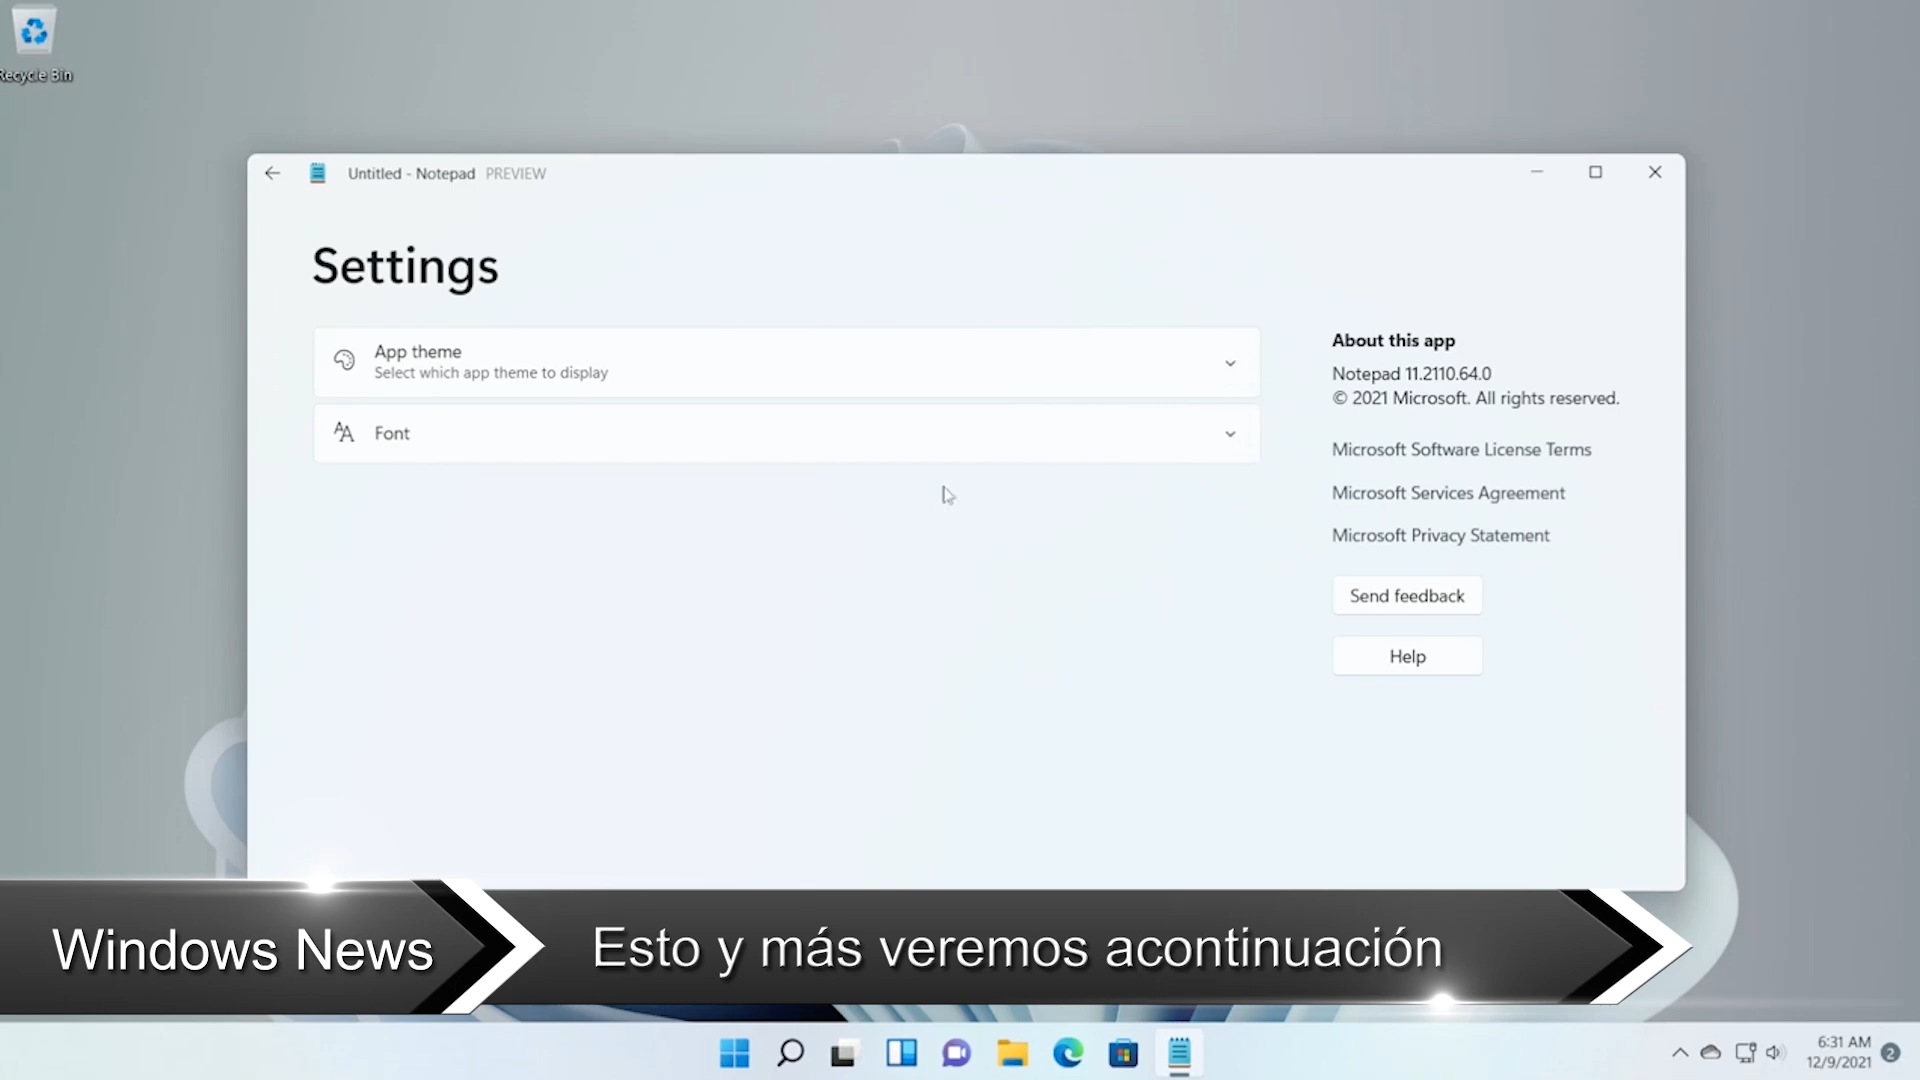 Recycle Bin
Untitled - Notepad PREVIEW
Settings
App theme
Select which app theme to display
Font
About this app
Notepad 11.2110.64.0
© 2021 Microsoft. All rights reserved.
Microsoft Software License Terms
Microsoft Services Agreement
Microsoft Privacy Statement
Send feedback
Help
Windows News
Esto y más veremos acontinuación
6:31 AM
12/9/2021
2